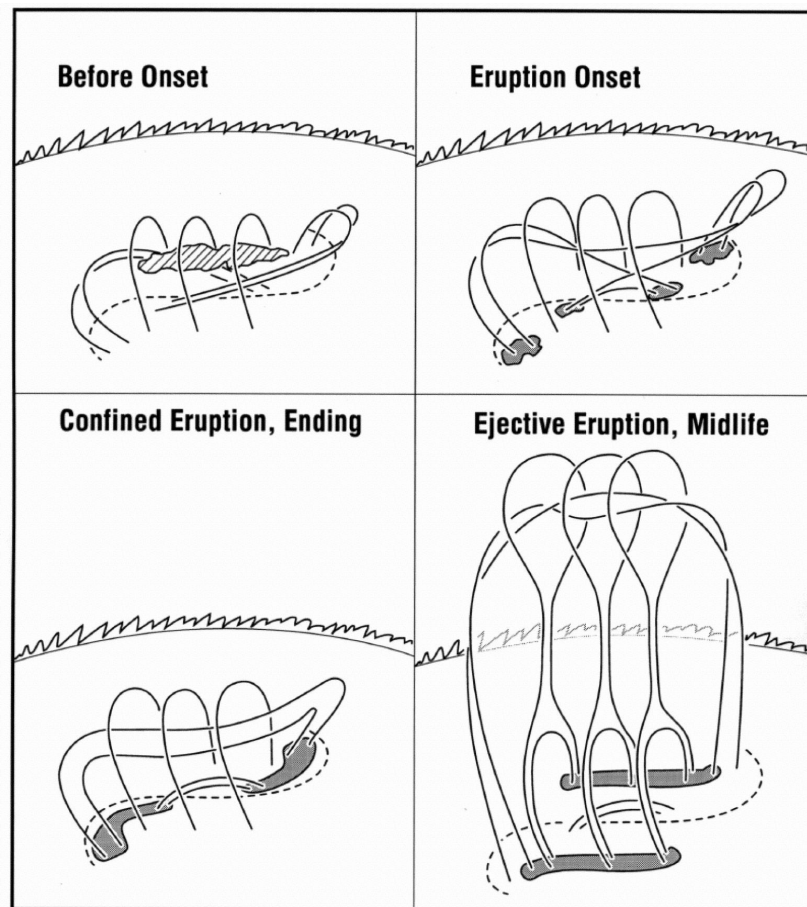 Before Onset
Eruption Onset
Confined Eruption, Ending
Ejective Eruption, Midlife